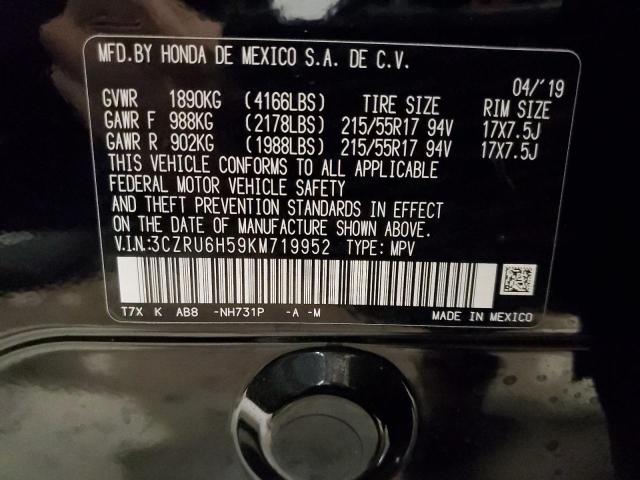 MFD.BY HONDA DE MEXICO S.A. DE C.V.
04/'19
GVWR 1890KG (4166LBS) TIRE SIZE RIM SIZE
GAWR F 988KG (2178LBS) 215/55R17 94V 17X7.5J
GAWR R 902KG (1988LBS) 215/55R17 94V 17X7.5J
THIS VEHICLE CONFORMS TO ALL APPLICABLE
FEDERAL MOTOR VEHICLE SAFETY
AND THEFT PREVENTION STANDARDS IN EFFECT
ON THE DATE OF MANUFACTURE SHOWN ABOVE.
V.I.N.:3CZRU6H59KM719952 TYPE: MPV
T7X K AB8 -NH731P -A -M
MADE IN MEXICO